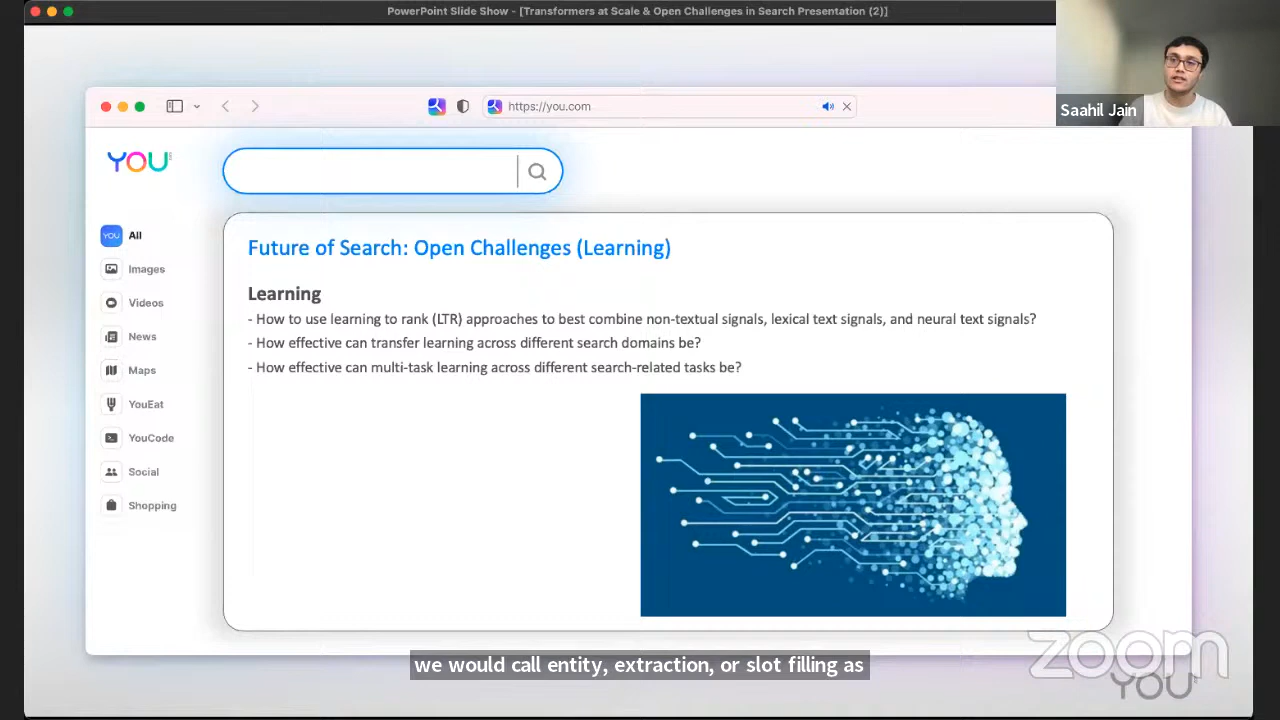 PowerPoint Slide Show - [Transformers at Scale & Open Challenges in Search Presentation (2)]
Saahil Jain
https://you.com
YOU
YOU All
Images
Videos
News
Maps
YouEat
YouCode
Social
Shopping
Future of Search: Open Challenges (Learning)
Learning
- How to use learning to rank (LTR) approaches to best combine non-textual signals, lexical text signals, and neural text signals?
- How effective can transfer learning across different search domains be?
- How effective can multi-task learning across different search-related tasks be?
we would call entity, extraction, or slot filling as
zoom
YOU